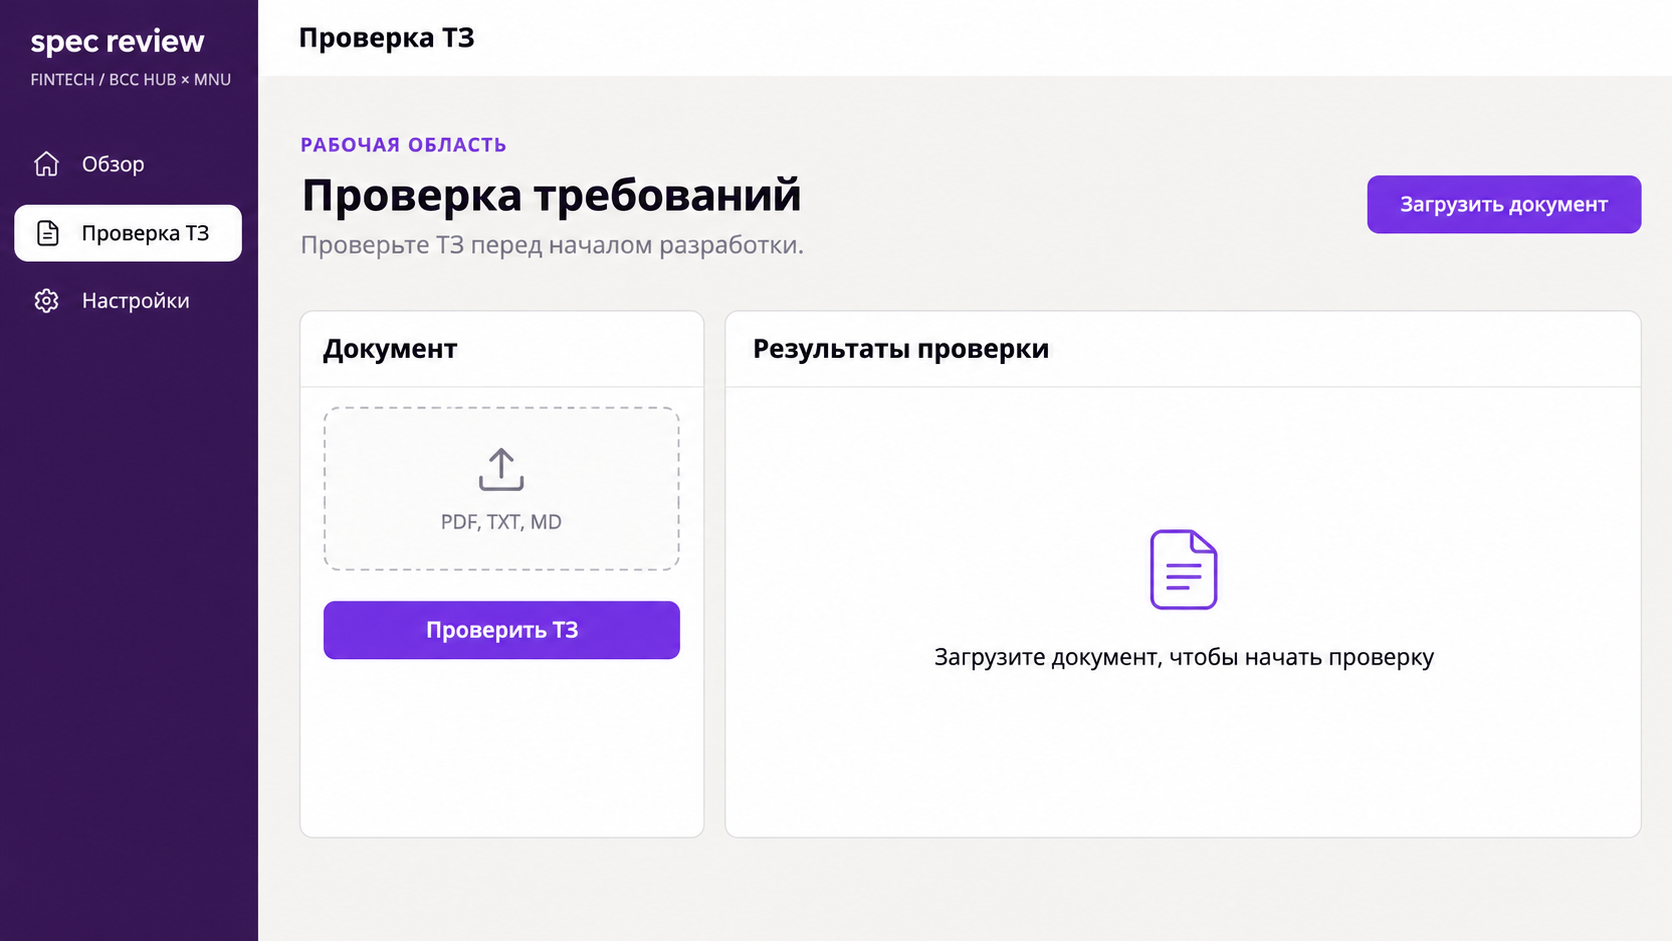 spec review
FINTECH / BCC HUB × MNU
Обзор
Проверка ТЗ
Настройки
Проверка ТЗ
РАБОЧАЯ ОБЛАСТЬ
Проверка требований
Проверьте ТЗ перед началом разработки.
Загрузить документ
Документ
PDF, TXT, MD
Проверить ТЗ
Результаты проверки
Загрузите документ, чтобы начать проверку